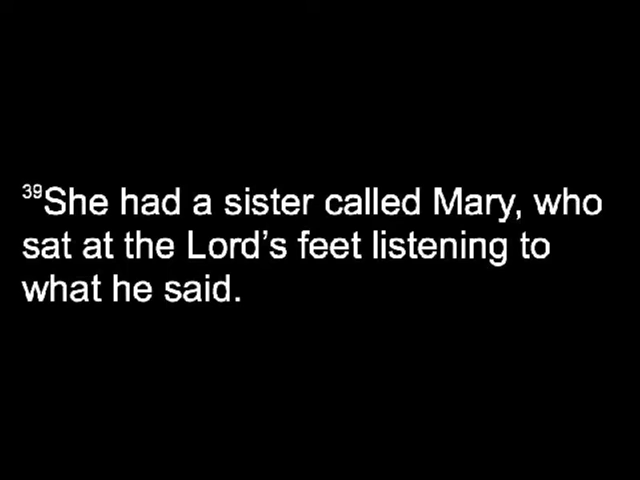 39She had a sister called Mary, who
sat at the Lord’s feet listening to
what he said.